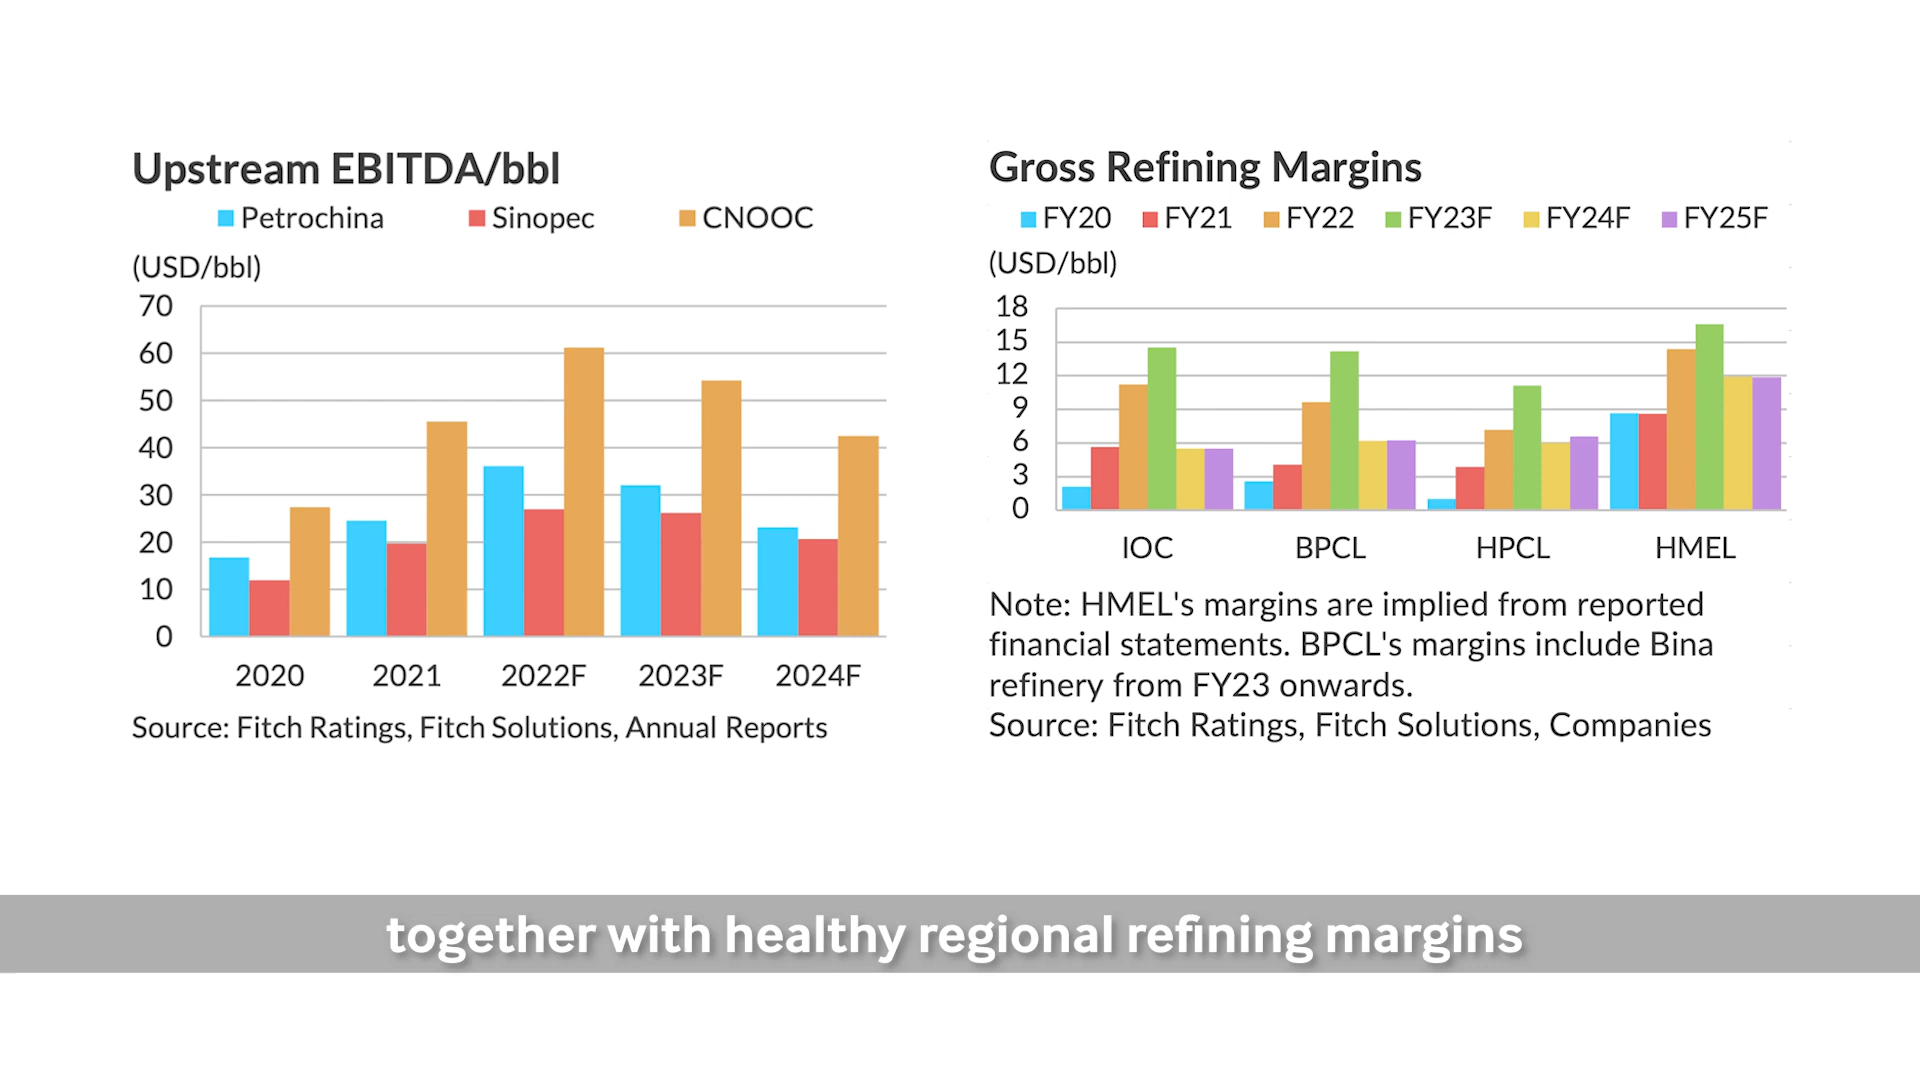 Upstream EBITDA/bbl
Petrochina Sinopec CNOOC
(USD/bbl)
70
60
50
40
30
20
10
0
2020 2021 2022F 2023F 2024F
Source: Fitch Ratings, Fitch Solutions, Annual Reports
Gross Refining Margins
FY20 FY21 FY22 FY23F FY24F FY25F
(USD/bbl)
18
15
12
9
6
3
0
IOC BPCL HPCL HMEL
Note: HMEL's margins are implied from reported
financial statements. BPCL's margins include Bina
refinery from FY23 onwards.
Source: Fitch Ratings, Fitch Solutions, Companies
together with healthy regional refining margins